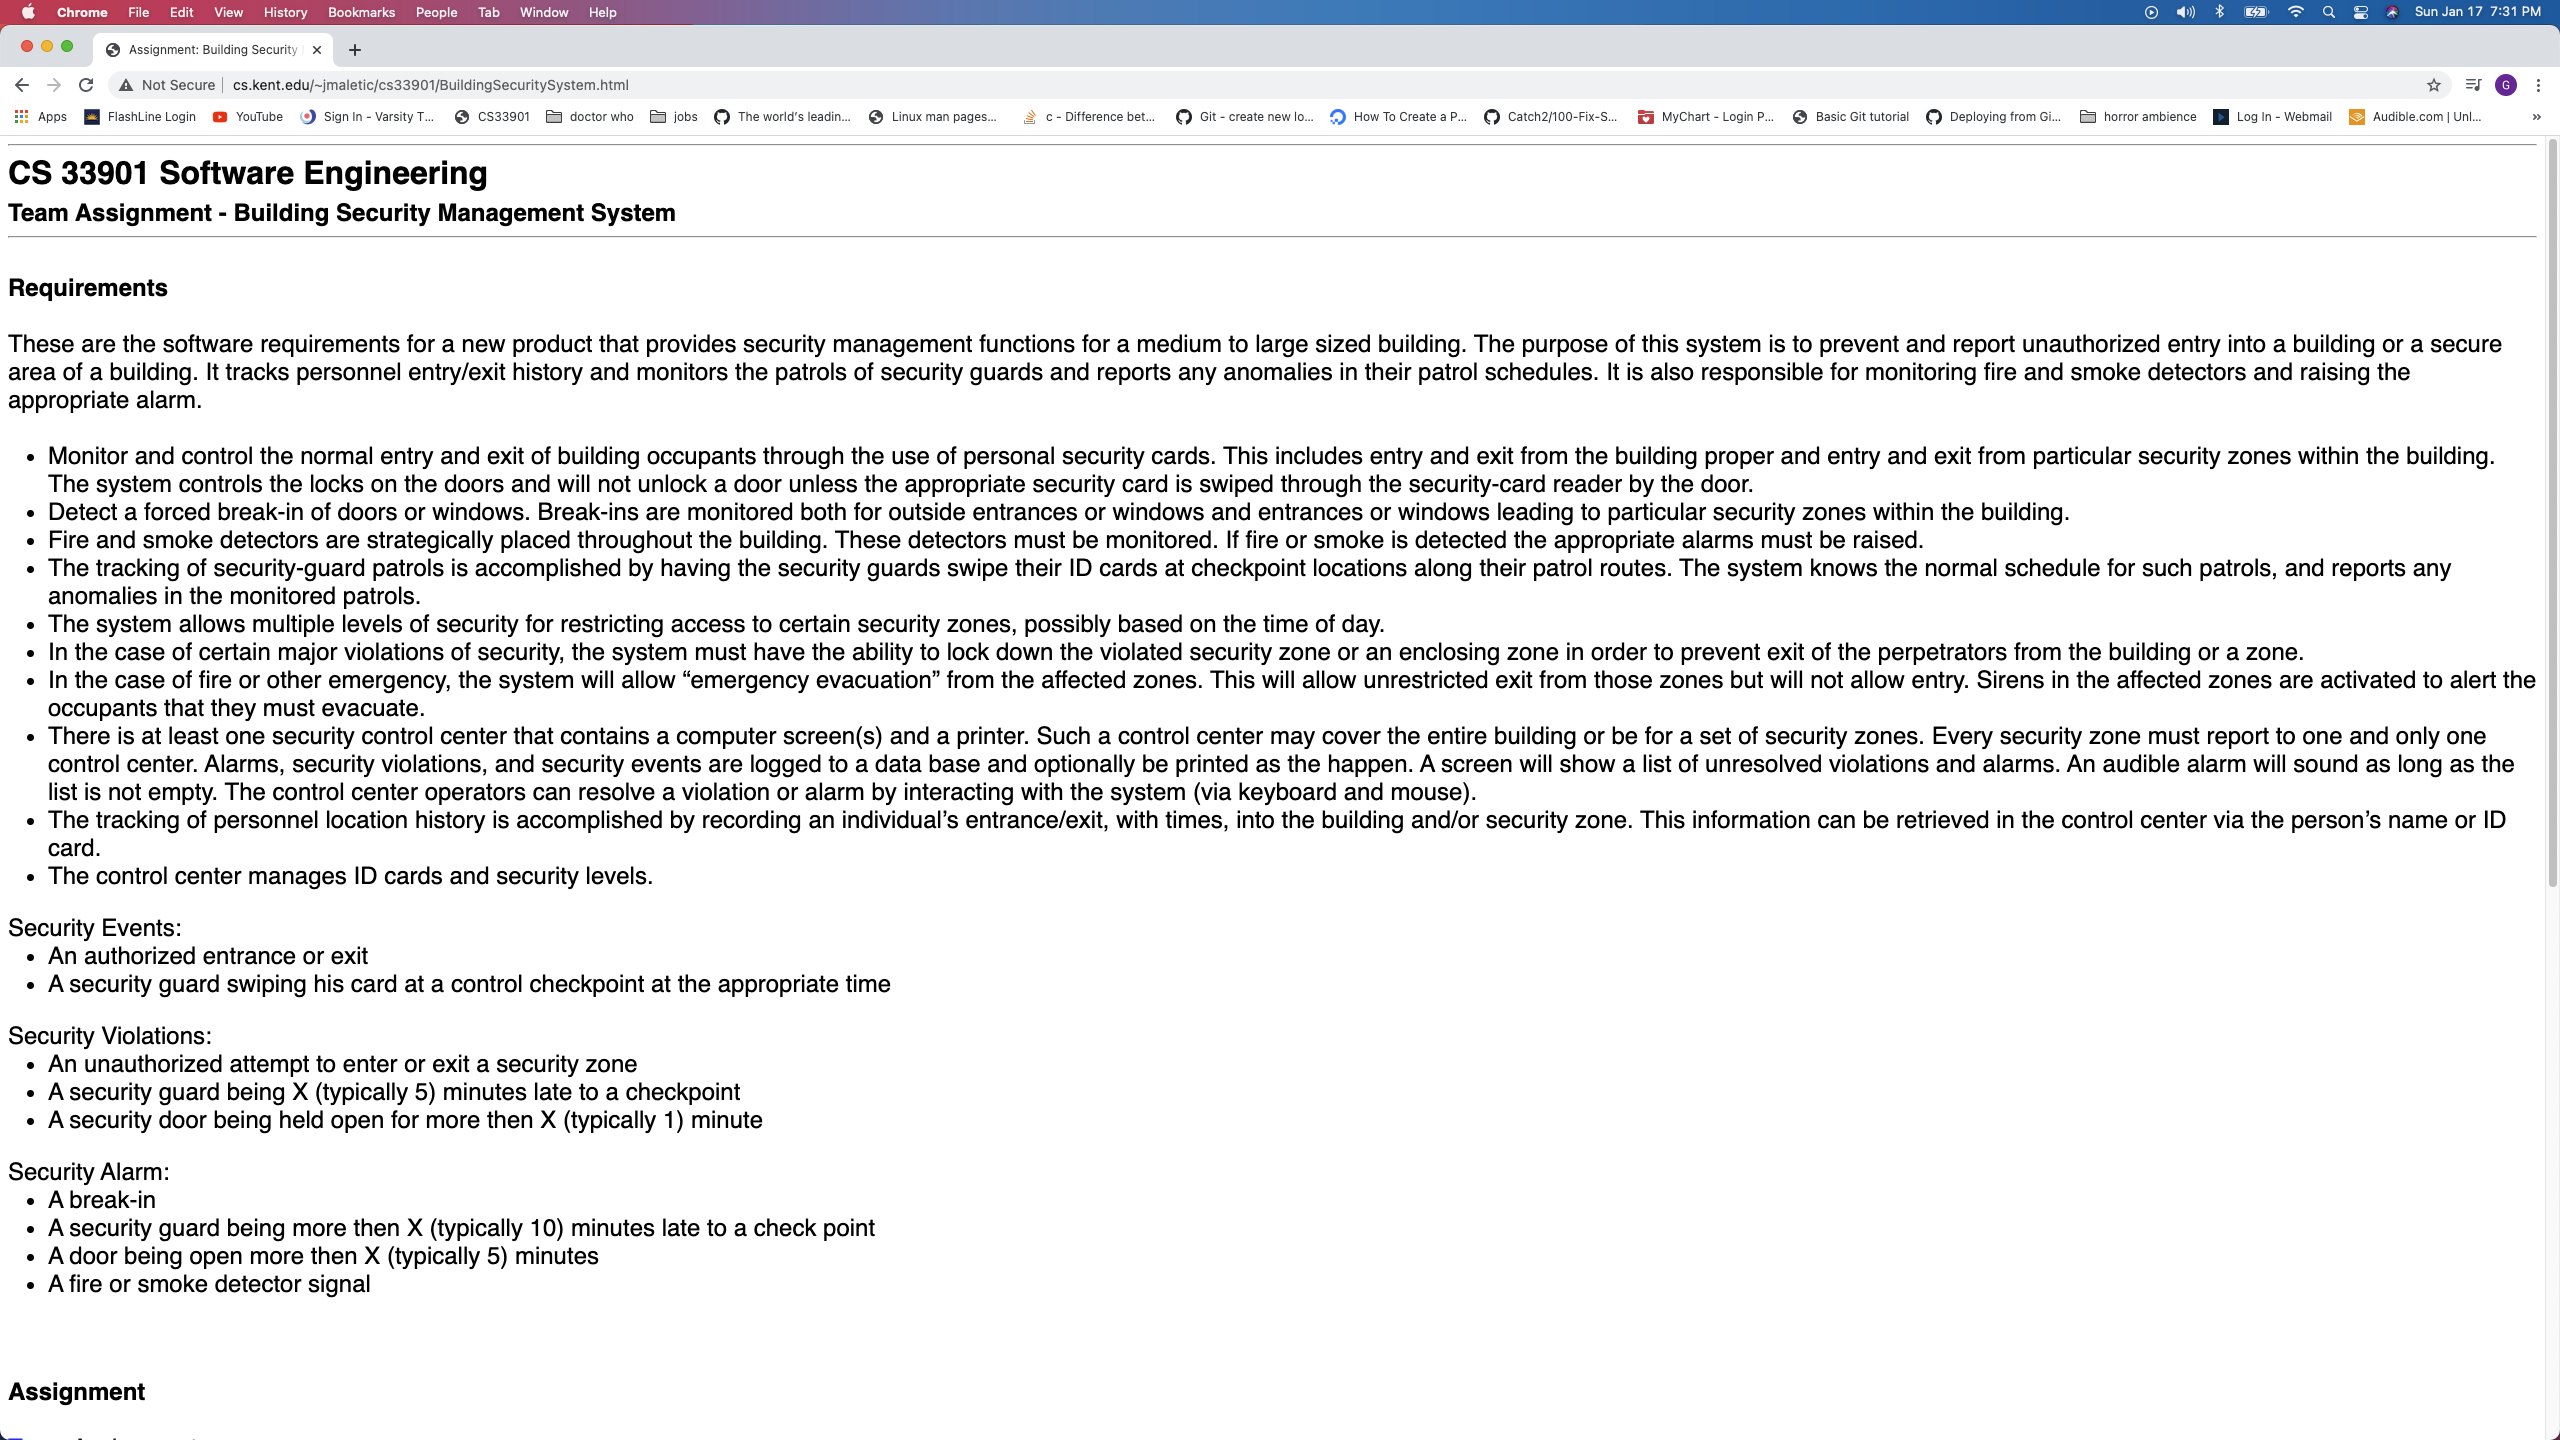 Chrome File Edit View History Bookmarks People Tab Window Help Sun Jan 17 7:31 PM
Assignment: Building Security
Not Secure cs.kent.edu/~jmaletic/cs33901/BuildingSecuritySystem.html G
Apps FlashLine Login YouTube Sign In - Varsity T... CS33901 doctor who jobs The world's leadin... Linux man pages... c - Difference bet... Git - create new lo... How To Create a P... Catch2/100-Fix-S... MyChart - Login P... Basic Git tutorial Deploying from Gi... horror ambience Log In - Webmail Audible.com | Unl... »
CS 33901 Software Engineering
Team Assignment - Building Security Management System
Requirements
These are the software requirements for a new product that provides security management functions for a medium to large sized building. The purpose of this system is to prevent and report unauthorized entry into a building or a secure
area of a building. It tracks personnel entry/exit history and monitors the patrols of security guards and reports any anomalies in their patrol schedules. It is also responsible for monitoring fire and smoke detectors and raising the
appropriate alarm.
• Monitor and control the normal entry and exit of building occupants through the use of personal security cards. This includes entry and exit from the building proper and entry and exit from particular security zones within the building.
The system controls the locks on the doors and will not unlock a door unless the appropriate security card is swiped through the security-card reader by the door.
• Detect a forced break-in of doors or windows. Break-ins are monitored both for outside entrances or windows and entrances or windows leading to particular security zones within the building.
• Fire and smoke detectors are strategically placed throughout the building. These detectors must be monitored. If fire or smoke is detected the appropriate alarms must be raised.
• The tracking of security-guard patrols is accomplished by having the security guards swipe their ID cards at checkpoint locations along their patrol routes. The system knows the normal schedule for such patrols, and reports any
anomalies in the monitored patrols.
• The system allows multiple levels of security for restricting access to certain security zones, possibly based on the time of day.
• In the case of certain major violations of security, the system must have the ability to lock down the violated security zone or an enclosing zone in order to prevent exit of the perpetrators from the building or a zone.
• In the case of fire or other emergency, the system will allow “emergency evacuation” from the affected zones. This will allow unrestricted exit from those zones but will not allow entry. Sirens in the affected zones are activated to alert the
occupants that they must evacuate.
• There is at least one security control center that contains a computer screen(s) and a printer. Such a control center may cover the entire building or be for a set of security zones. Every security zone must report to one and only one
control center. Alarms, security violations, and security events are logged to a data base and optionally be printed as the happen. A screen will show a list of unresolved violations and alarms. An audible alarm will sound as long as the
list is not empty. The control center operators can resolve a violation or alarm by interacting with the system (via keyboard and mouse).
• The tracking of personnel location history is accomplished by recording an individual’s entrance/exit, with times, into the building and/or security zone. This information can be retrieved in the control center via the person’s name or ID
card.
• The control center manages ID cards and security levels.
Security Events:
• An authorized entrance or exit
• A security guard swiping his card at a control checkpoint at the appropriate time
Security Violations:
• An unauthorized attempt to enter or exit a security zone
• A security guard being X (typically 5) minutes late to a checkpoint
• A security door being held open for more then X (typically 1) minute
Security Alarm:
• A break-in
• A security guard being more then X (typically 10) minutes late to a check point
• A door being open more then X (typically 5) minutes
• A fire or smoke detector signal
Assignment